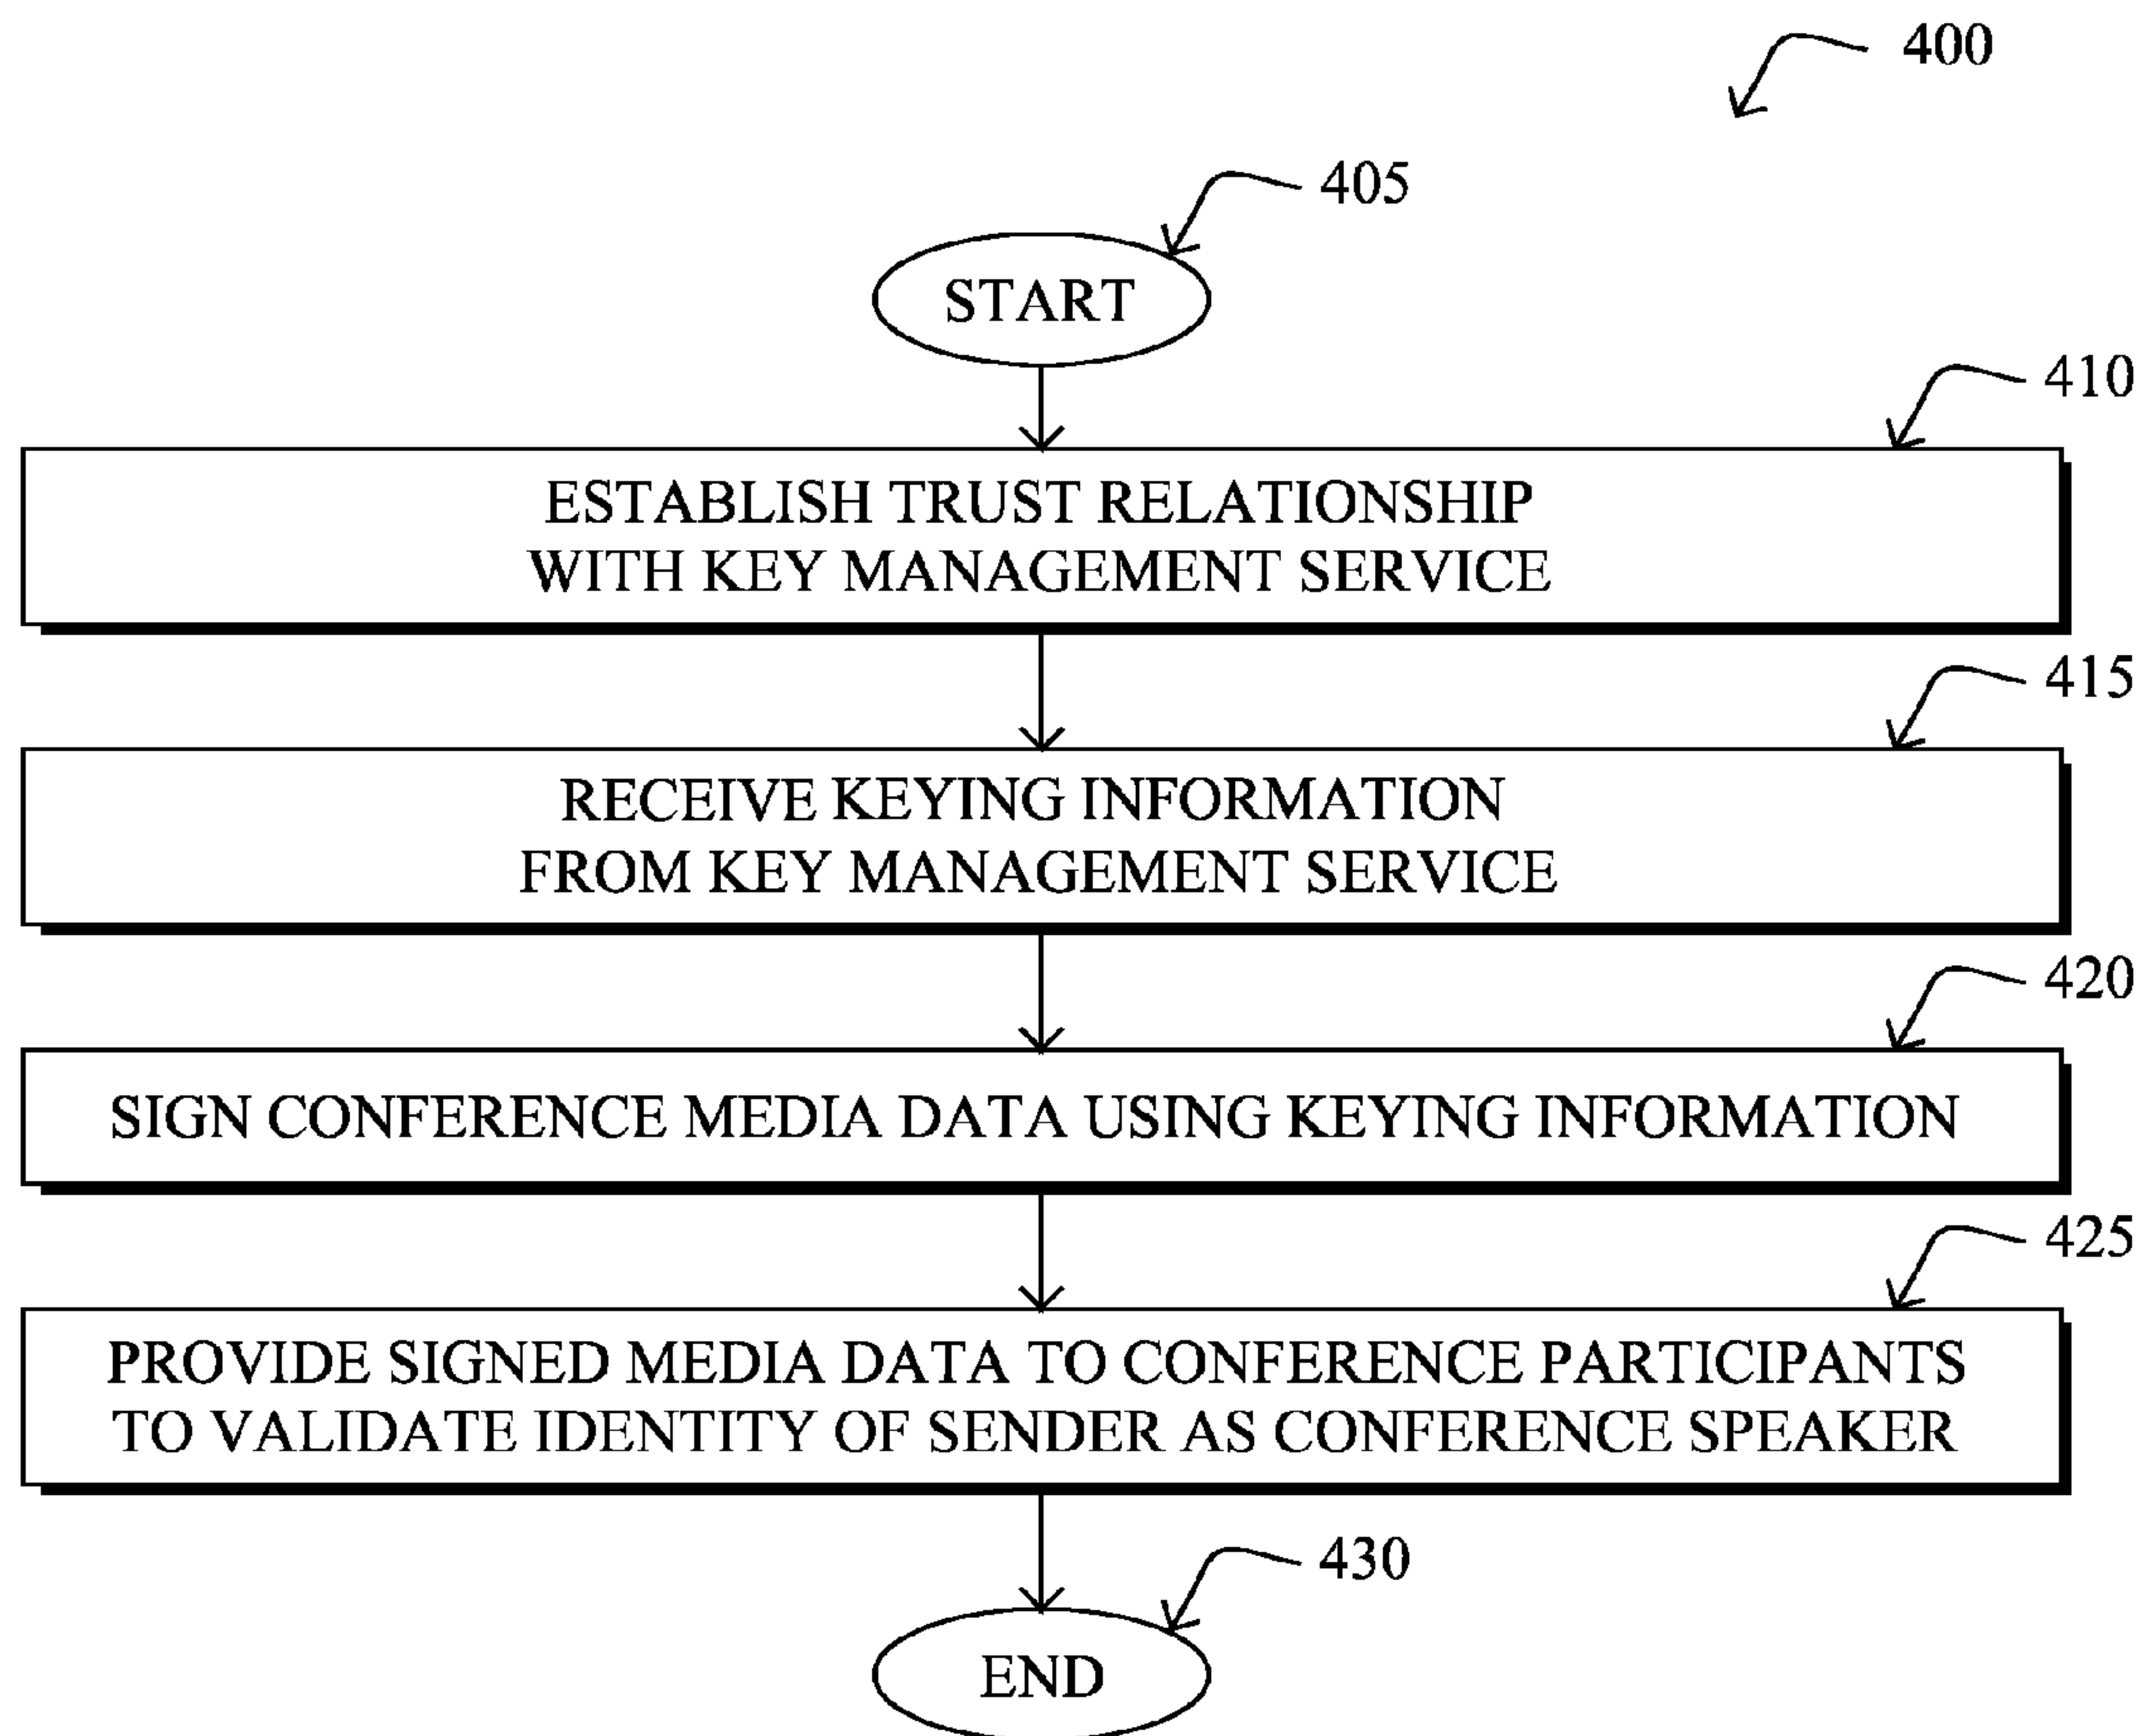 400
405
START
410
ESTABLISH TRUST RELATIONSHIP
WITH KEY MANAGEMENT SERVICE
415
RECEIVE KEYING INFORMATION
FROM KEY MANAGEMENT SERVICE
420
SIGN CONFERENCE MEDIA DATA USING KEYING INFORMATION
425
PROVIDE SIGNED MEDIA DATA TO CONFERENCE PARTICIPANTS
TO VALIDATE IDENTITY OF SENDER AS CONFERENCE SPEAKER
430
END